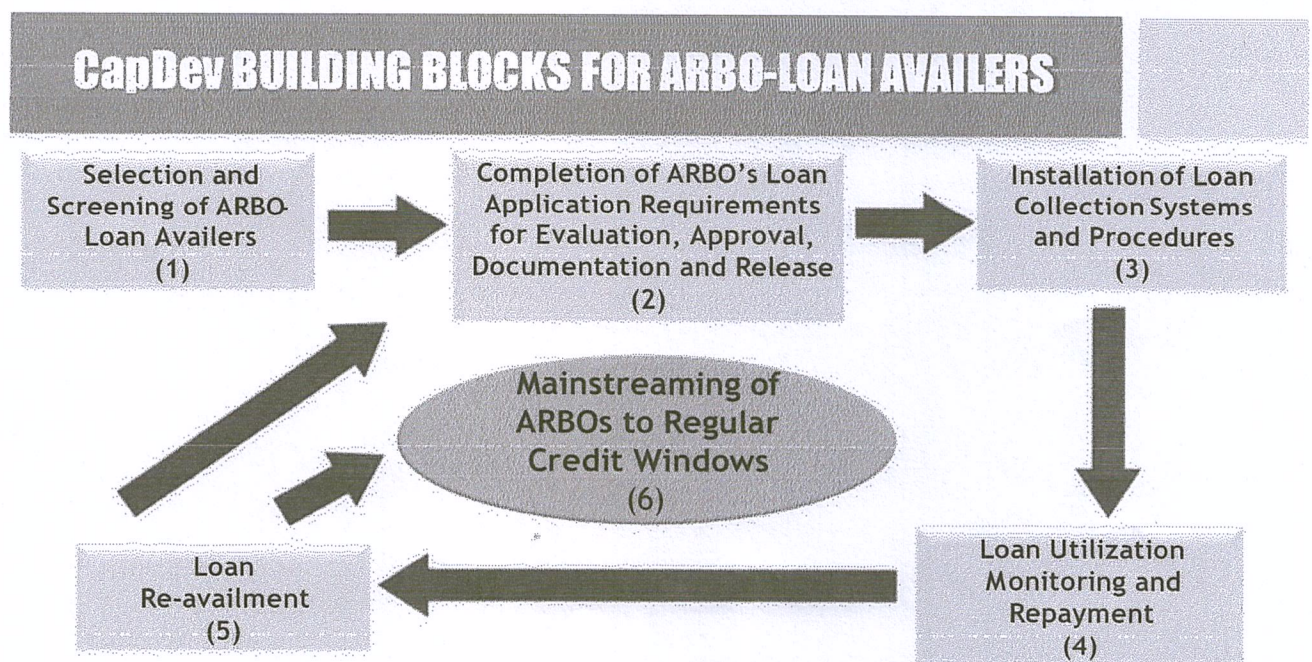 CapDev BUILDING BLOCKS FOR ARBO-LOAN AVAILERS
Selection and
Screening of ARBO-
Loan Availers
(1)
Completion of ARBO's Loan
Application Requirements
for Evaluation, Approval,
Documentation and Release
(2)
Installation of Loan
Collection Systems
and Procedures
(3)
Mainstreaming of
ARBOs to Regular
Credit Windows
(6)
Loan
Re-availment
(5)
Loan Utilization
Monitoring and
Repayment
(4)